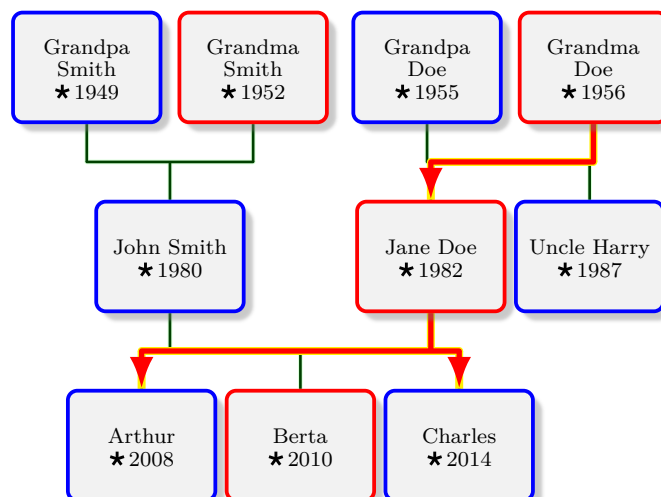 Grandpa
Smith
★1949
Grandma
Smith
★1952
Grandpa
Doe
★1955
Grandma
Doe
★1956
John Smith
★1980
Jane Doe
★1982
Uncle Harry
★1987
Arthur
★2008
Berta
★2010
Charles
★2014